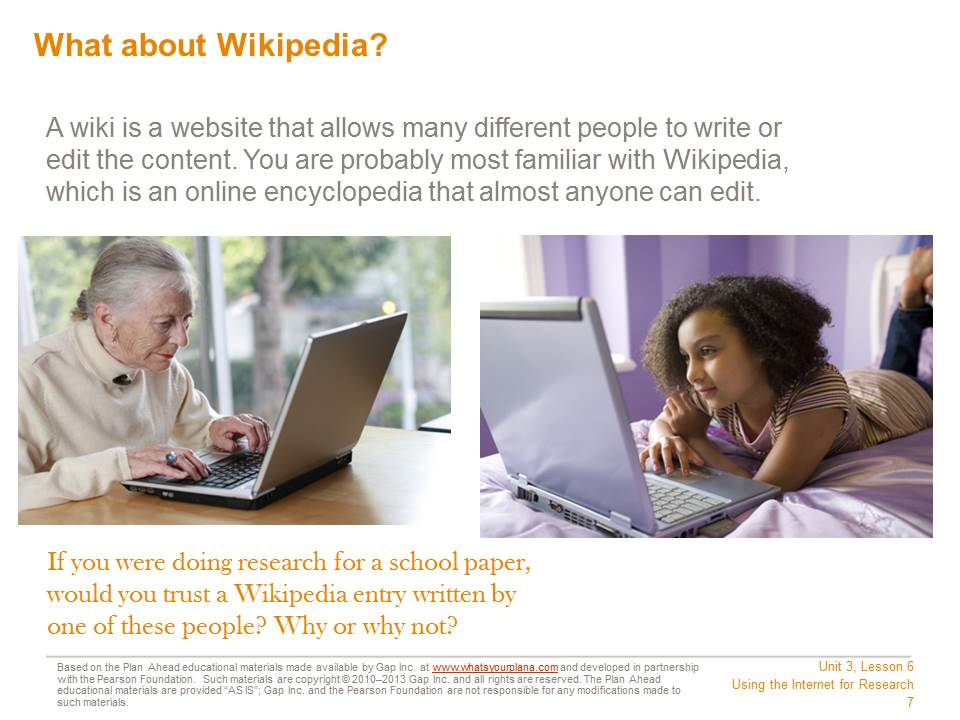 What about Wikipedia?
A wiki is a website that allows many different people to write or
edit the content. You are probably most familiar with Wikipedia,
which is an online encyclopedia that almost anyone can edit.
If you were doing research for a school paper,
would you trust a Wikipedia entry written by
one of these people? Why or why not?
Based on the Plan Ahead educational materials made available by Gap Inc. at www.whatsyourplana.com and developed in partnership
with the Pearson Foundation. Such materials are copyright © 2010–2013 Gap Inc. and all rights are reserved. The Plan Ahead
educational materials are provided “AS IS”; Gap Inc. and the Pearson Foundation are not responsible for any modifications made to
such materials.
Unit 3, Lesson 6
Using the Internet for Research
7